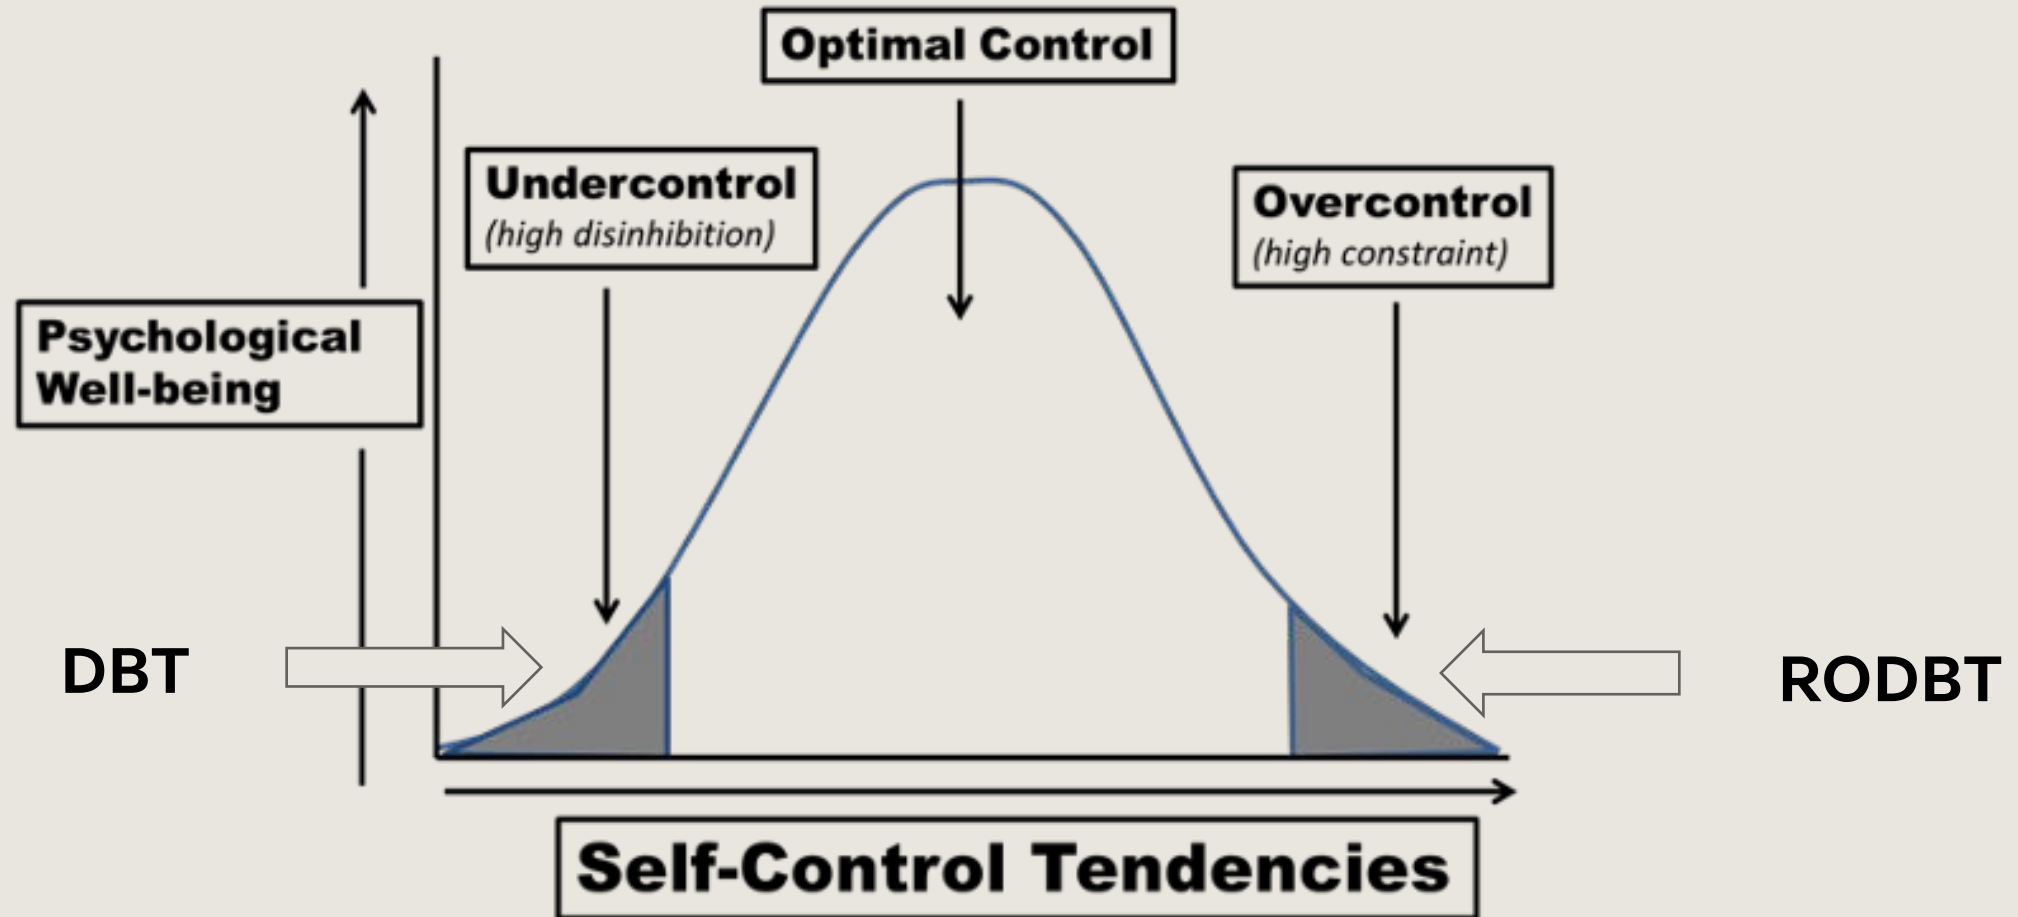 Optimal Control
Undercontrol
(high disinhibition)
Overcontrol
(high constraint)
Psychological
Well-being
DBT
RODBT
Self-Control Tendencies